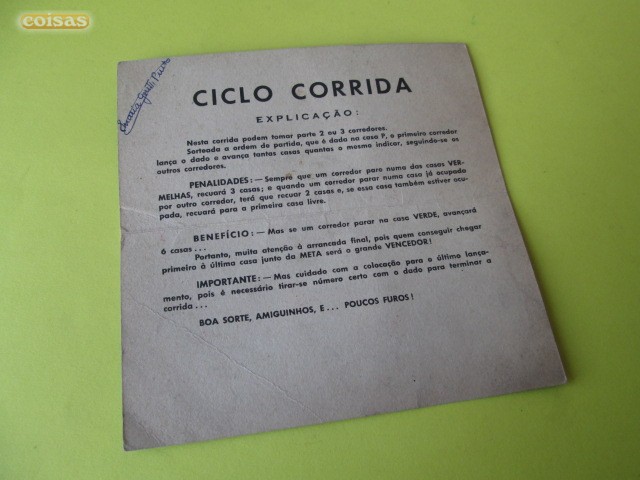 coisas
CICLO CORRIDA
EXPLICAÇÃO:
Nesta corrida podem tomar parte 2 ou 3 corredores.
Sorteada a ordem de partida, que é dada na casa P, o primeiro corredor
lança o dado e avança tantas casas quantas o mesmo indicar, seguindo-se os
outros corredores.
PENALIDADES: — Sempre que um corredor pare numa das casas VER-
MELHAS, recuará 3 casas; e quando um corredor parar numa casa já ocupada
por outro corredor, terá que recuar 2 casas e, se essa casa também estiver ocu-
pada, recuará para a primeira casa livre.
BENEFÍCIO: — Mas se um corredor parar na casa VERDE, avançará
6 casas...
Portanto, muita atenção à arrancada final, pois quem conseguir chegar
primeiro à última casa junto da META será o grande VENCEDOR!
IMPORTANTE: — Mas cuidado com a colocação para o último lança-
mento, pois é necessário tirar-se número certo com o dado para terminar a
corrida...
BOA SORTE, AMIGUINHOS, E... POUCOS FUROS!